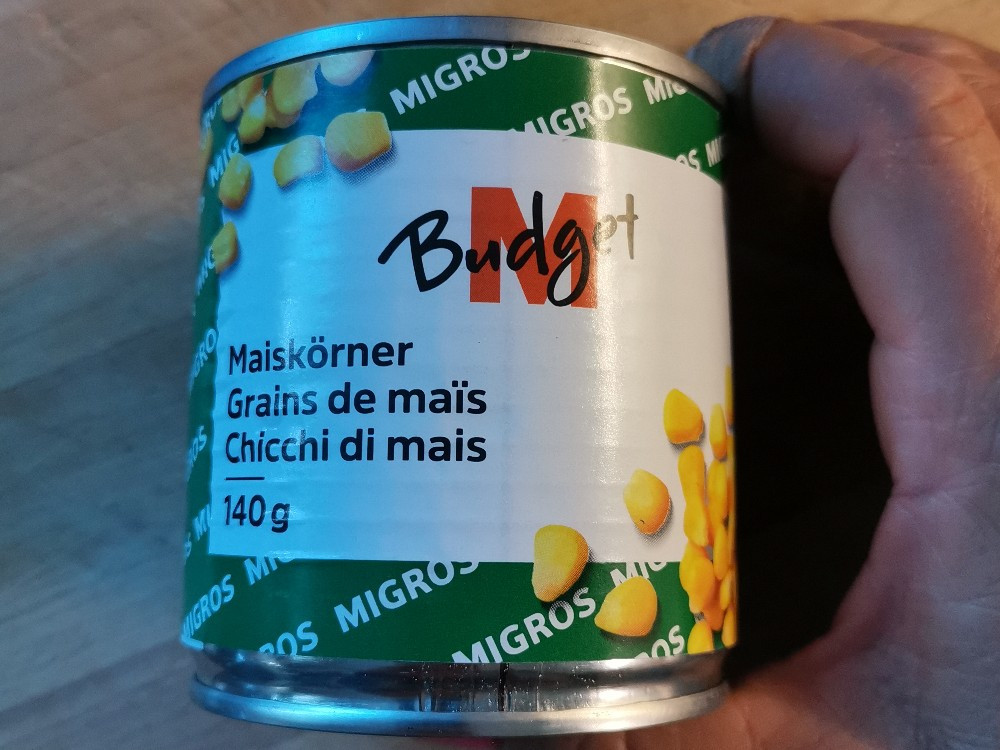 MIGROS
MIGROS
M Budget
Maiskörner
Grains de maïs
Chicchi di mais
140 g
MIGROS
MIGROS
MIGROS